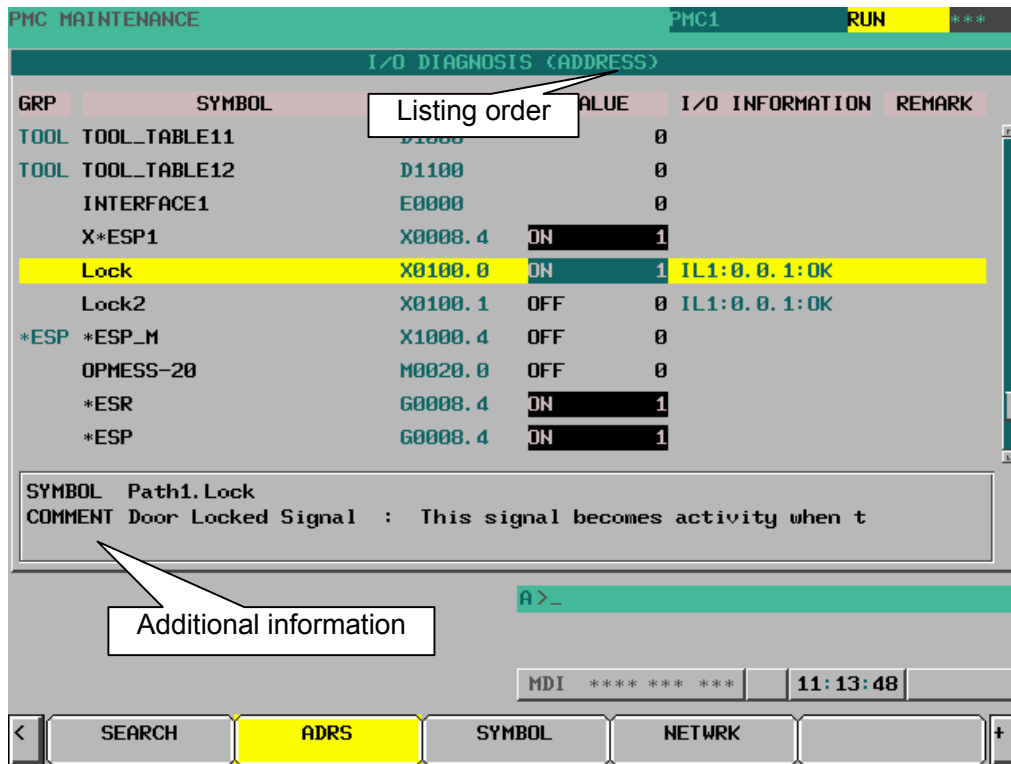 PMC MAINTENANCE PMC1 RUN ***
I/O DIAGNOSIS (ADDRESS)
GRP SYMBOL Listing order ALUE I/O INFORMATION REMARK
TOOL TOOL_TABLE11 0
TOOL TOOL_TABLE12 D1100 0
INTERFACE1 E0000 0
X*ESP1 X0008.4 ON 1
Lock X0100.0 ON 1 IL1:0.0.1:OK
Lock2 X0100.1 OFF 0 IL1:0.0.1:OK
*ESP *ESP_M X1000.4 OFF 0
OPMESS-20 M0020.0 OFF 0
*ESR G0008.4 ON 1
*ESP G0008.4 ON 1
SYMBOL Path1.Lock
COMMENT Door Locked Signal : This signal becomes activity when t
Additional information
A>_
MDI **** *** *** 11:13:48
< SEARCH ADRS SYMBOL NETWRK +